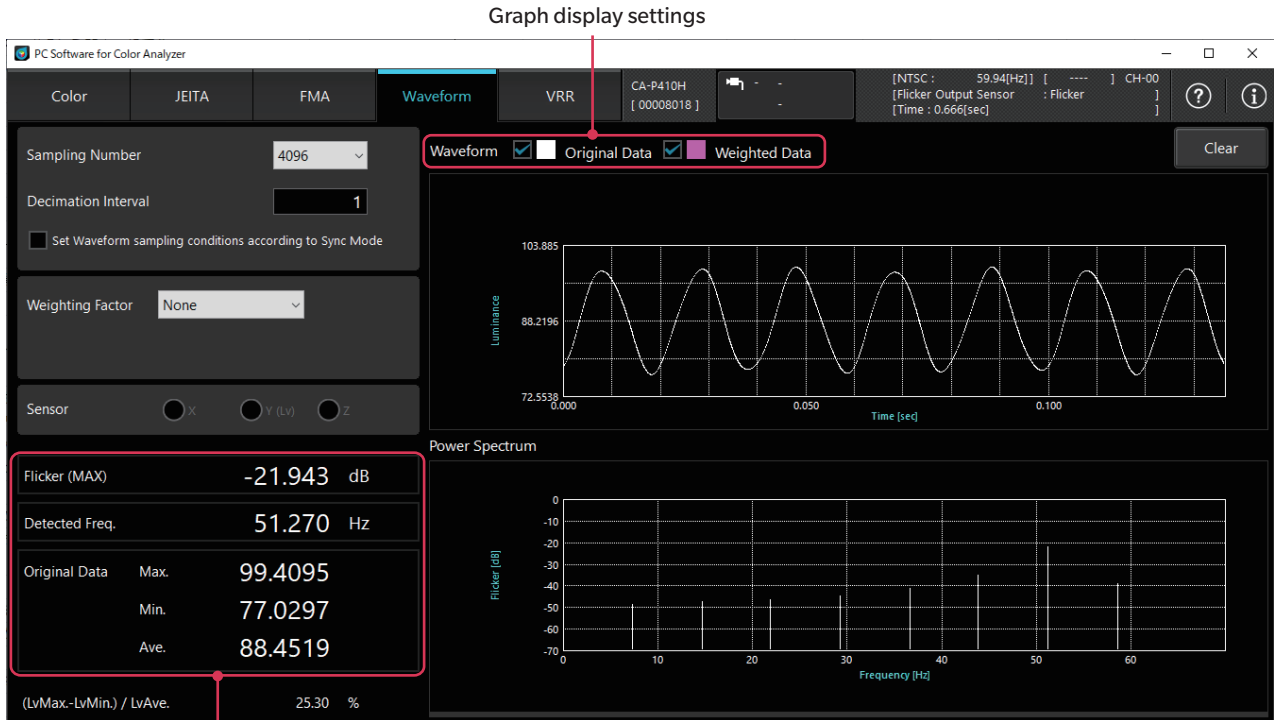 Graph display settings
PC Software for Color Analyzer
Color JEITA FMA Waveform VRR
CA-P410H
[ 00008018 ]
- -
-
[NTSC : 59.94[Hz]] [ ---- ] CH-00
[Flicker Output Sensor : Flicker ]
[Time : 0.666[sec] ]
Sampling Number 4096
Decimation Interval 1
Set Waveform sampling conditions according to Sync Mode
Weighting Factor None
Sensor X Y (Lv) Z
Flicker (MAX) -21.943 dB
Detected Freq. 51.270 Hz
Original Data Max. 99.4095
Min. 77.0297
Ave. 88.4519
(LvMax.-LvMin.) / LvAve. 25.30 %
Waveform Original Data Weighted Data
Clear
103.885
88.2196
72.5538
Luminance
0.000 0.050 0.100
Time [sec]
Power Spectrum
0
-10
-20
-30
-40
-50
-60
-70
Flicker [dB]
0 10 20 30 40 50 60
Frequency [Hz]